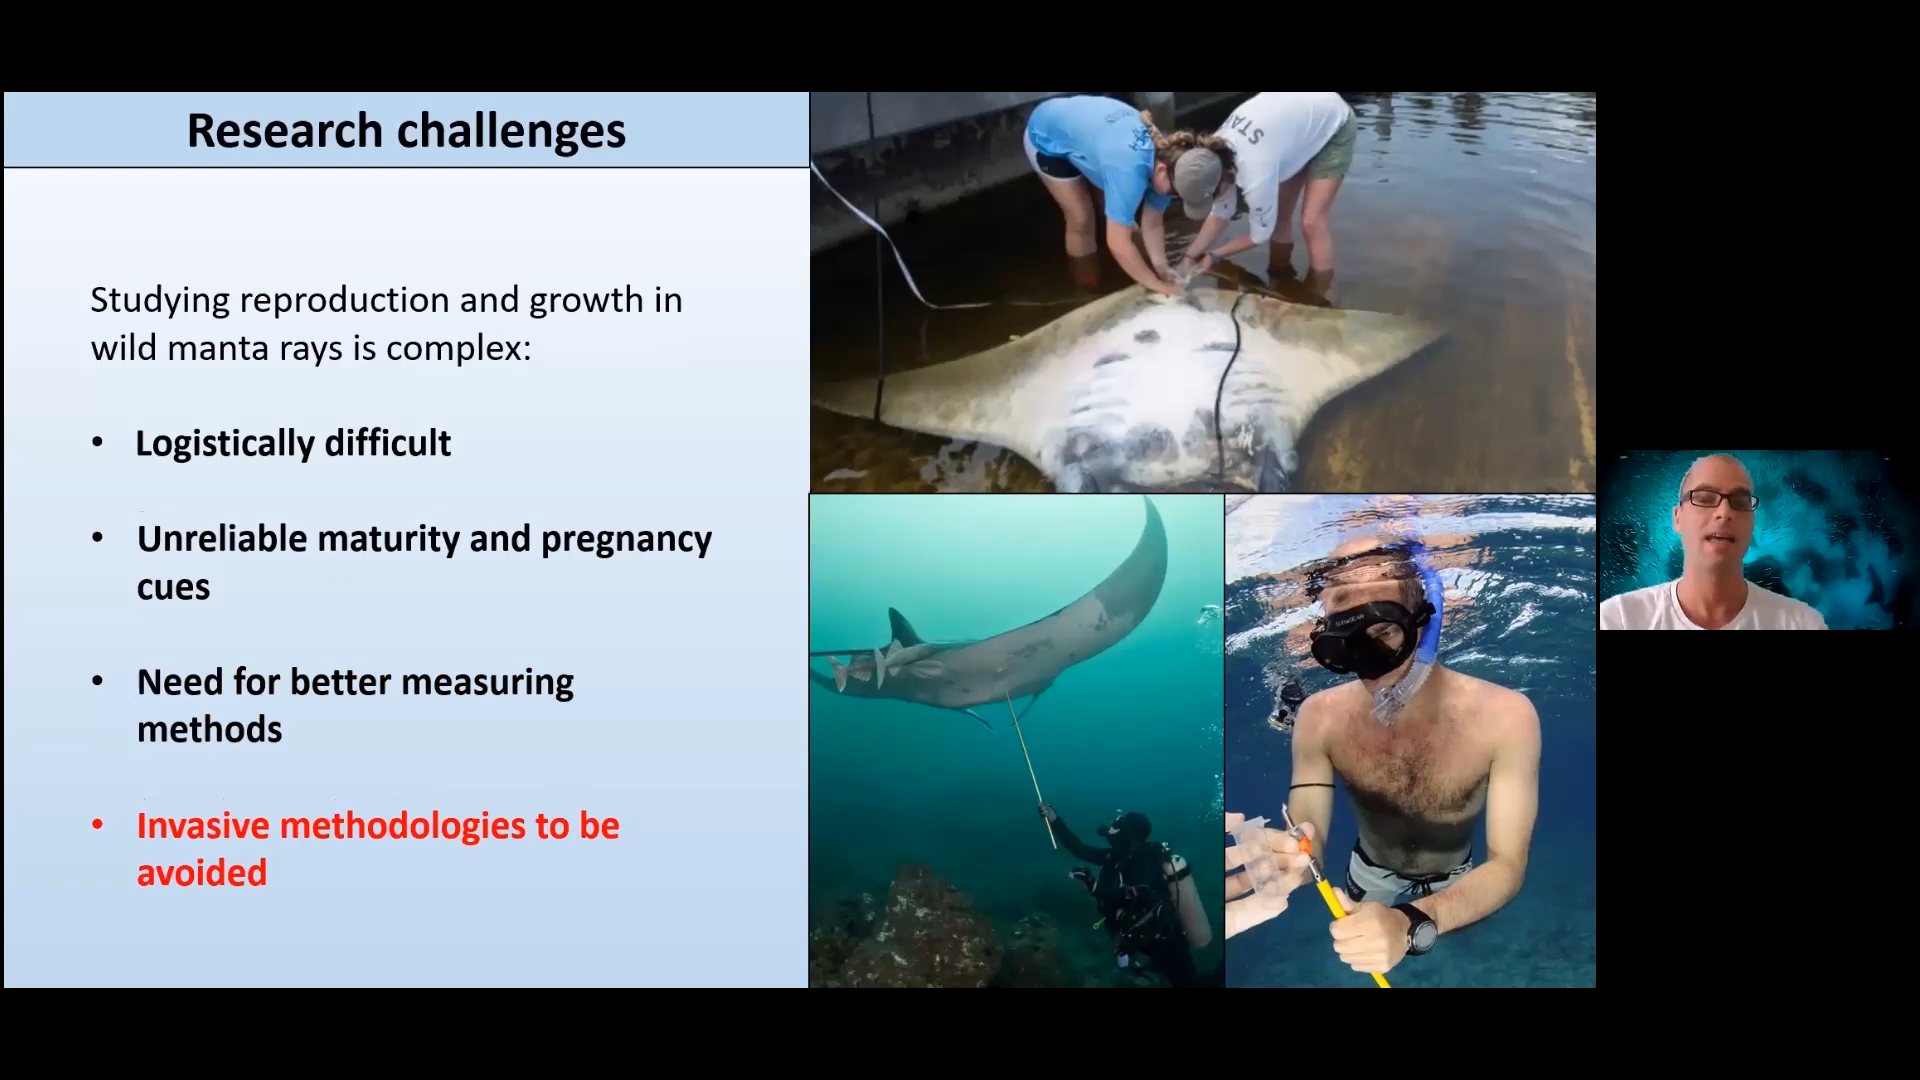 Research challenges
Studying reproduction and growth in
wild manta rays is complex:
• Logistically difficult
• Unreliable maturity and pregnancy
cues
• Need for better measuring
methods
• Invasive methodologies to be
avoided